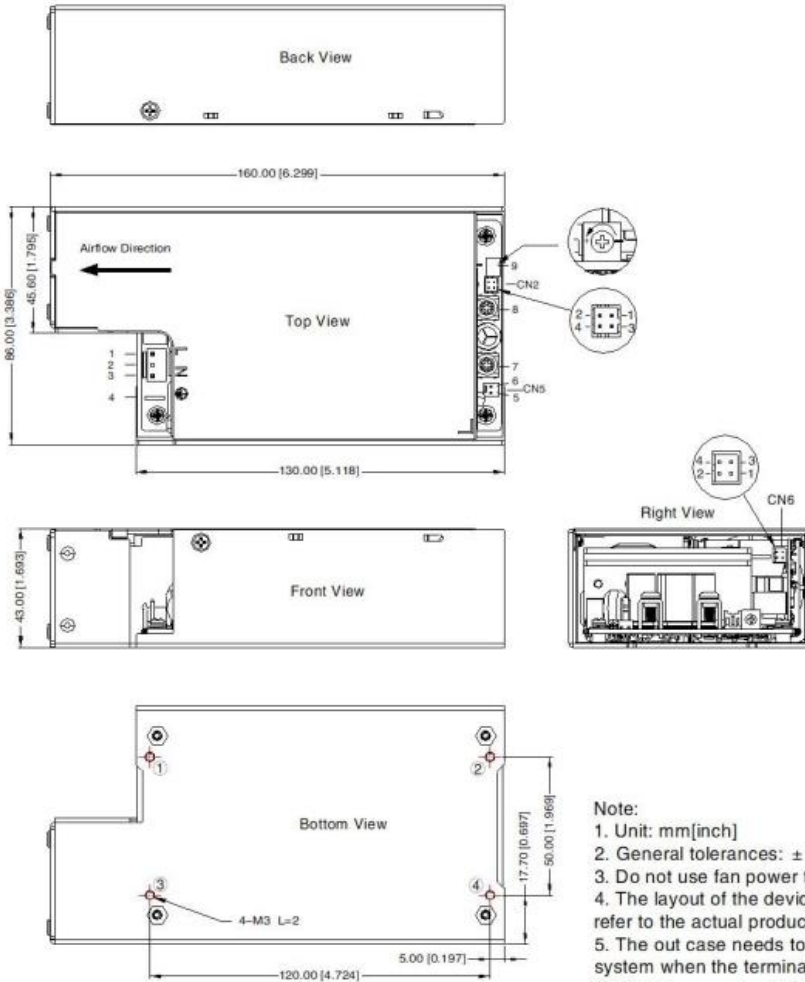 Back View
160.00 [6.299]
Airflow Direction
86.00 [3.386]
45.60 [1.795]
Top View
1
2
3
4
L
N
9
CN2
8
7
6
CN5
5
2
1
4
3
130.00 [5.118]
4
3
2
1
CN6
Right View
43.00 [1.693]
Front View
1
2
Bottom View
3
4
4-M3 L=2
17.70 [0.697]
50.00 [1.969]
5.00 [0.197]
120.00 [4.724]
Note:
1. Unit: mm[inch]
2. General tolerances: ±
3. Do not use fan power
4. The layout of the devic
refer to the actual produc
5. The out case needs to
system when the termina